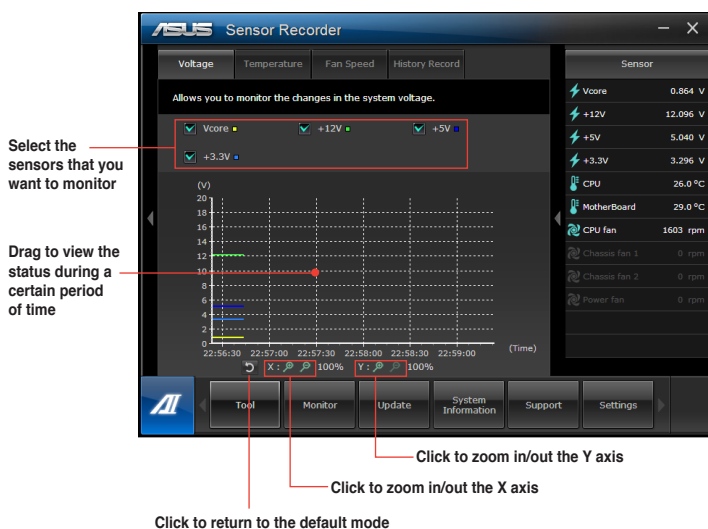 ASUS Sensor Recorder
Voltage Temperature Fan Speed History Record
Allows you to monitor the changes in the system voltage.
Vcore +12V +5V
+3.3V
Select the
sensors that you
want to monitor
Drag to view the
status during a
certain period
of time
(V)
20
18
16
14
12
10
8
6
4
2
0
22:56:30 22:57:00 22:57:30 22:58:00 22:58:30 22:59:00
(Time)
X : 100% Y : 100%
Sensor
Vcore 0.864 V
+12V 12.096 V
+5V 5.040 V
+3.3V 3.296 V
CPU 26.0 ºC
MotherBoard 29.0 ºC
CPU fan 1603 rpm
Chassis fan 1 0 rpm
Chassis fan 2 0 rpm
Power fan 0 rpm
AI
Tool Monitor Update System
Information Support Settings
Click to zoom in/out the Y axis
Click to zoom in/out the X axis
Click to return to the default mode